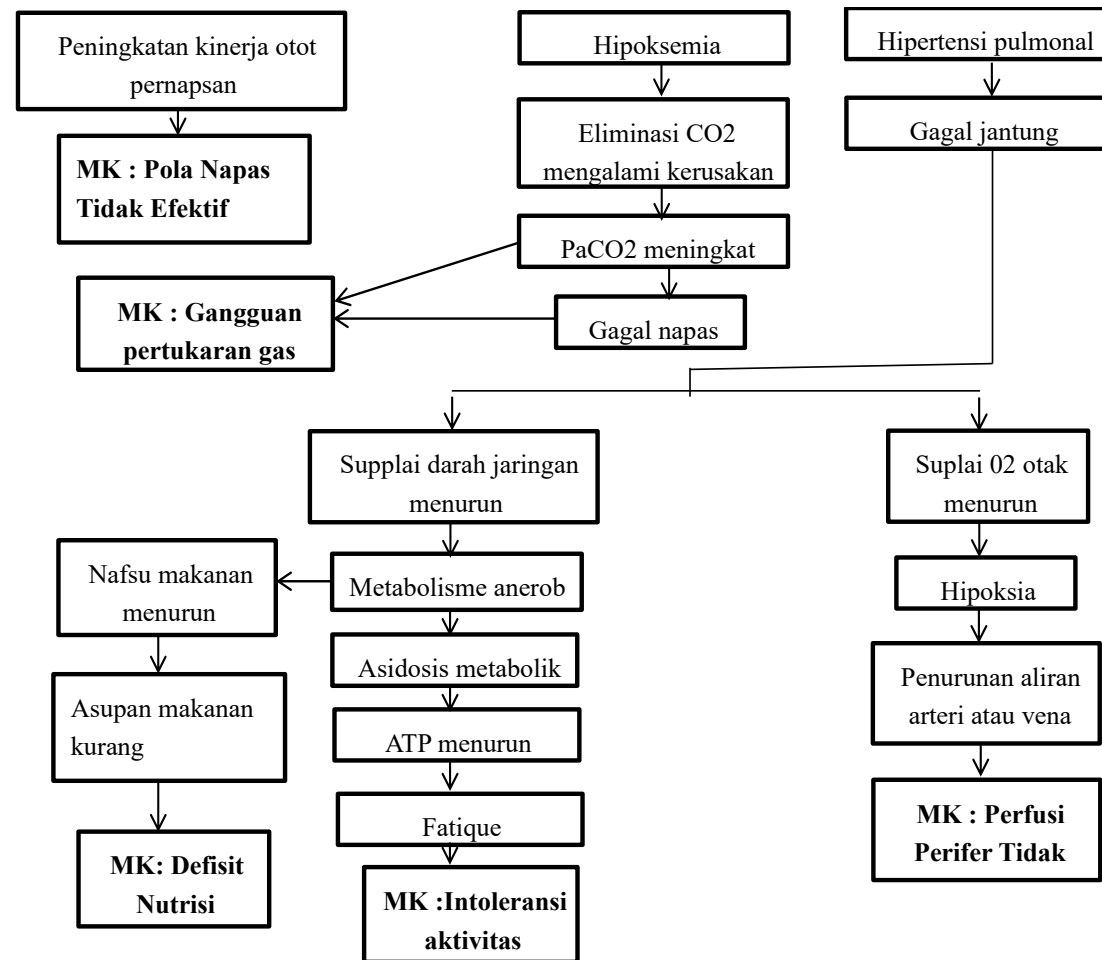 Peningkatan kinerja otot
pernapsan
MK : Pola Napas
Tidak Efektif
Hipoksemia
Eliminasi CO2
mengalami kerusakan
PaCO2 meningkat
Gagal napas
MK : Gangguan
pertukaran gas
Hipertensi pulmonal
Gagal jantung
Supplai darah jaringan
menurun
Metabolisme anerob
Nafsu makanan
menurun
Asupan makanan
kurang
MK: Defisit
Nutrisi
Asidosis metabolik
ATP menurun
Fatique
MK :Intoleransi
aktivitas
Suplai 02 otak
menurun
Hipoksia
Penurunan aliran
arteri atau vena
MK : Perfusi
Perifer Tidak